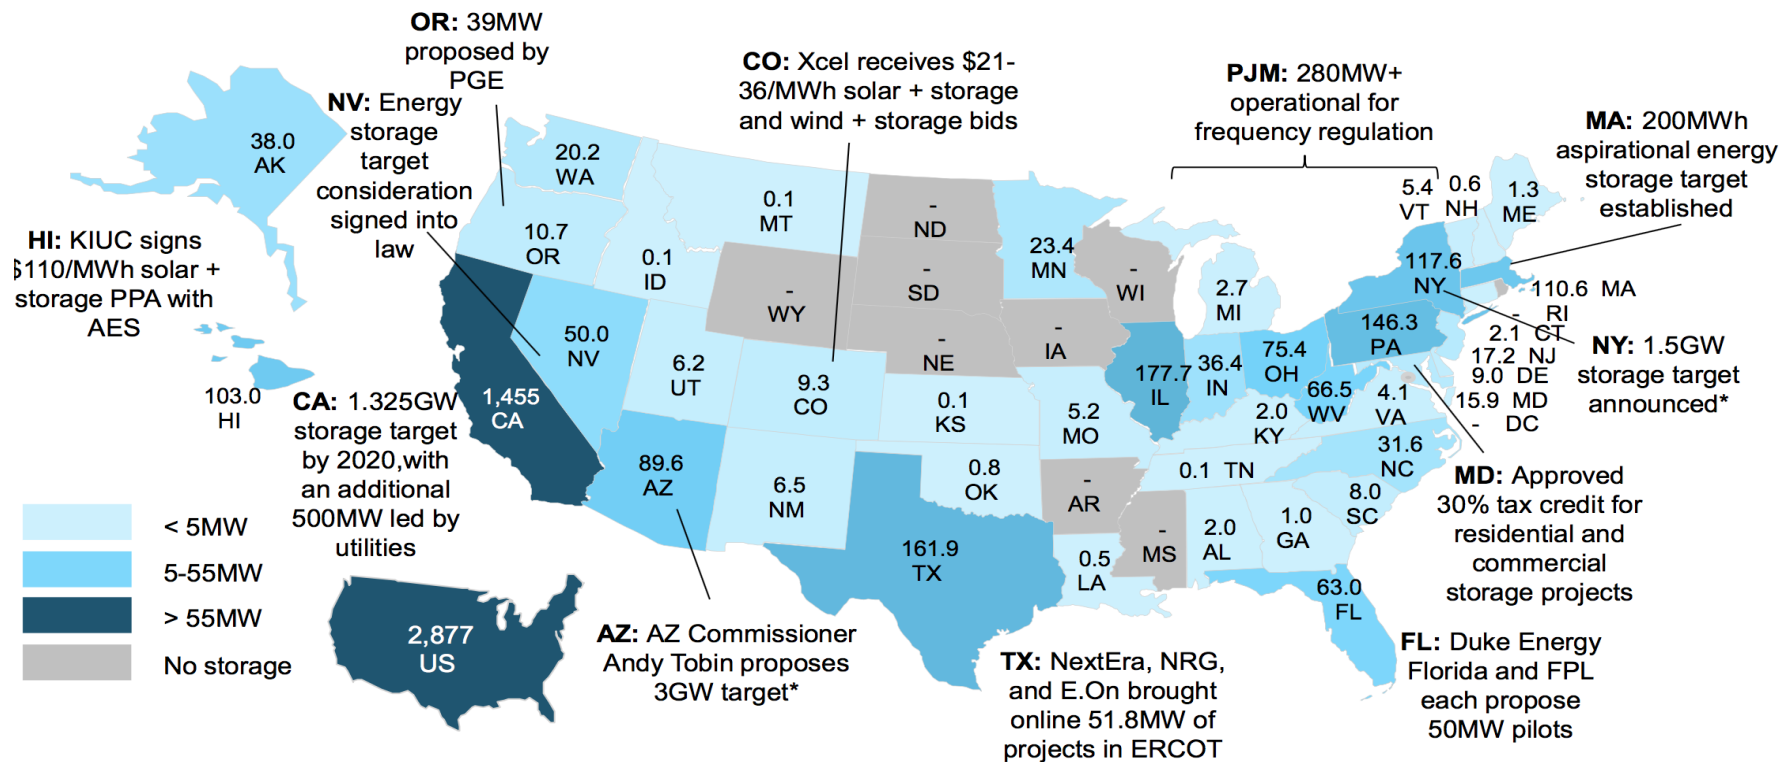 OR: 39MW
proposed by
PGE
CO: Xcel receives $21-
36/MWh solar + storage
and wind + storage bids
PJM: 280MW+
operational for
frequency regulation
MA: 200MWh
aspirational energy
storage target
established
NV: Energy
storage
target
consideration
signed into
law
38.0
AK
HI: KIUC signs
$110/MWh solar +
storage PPA with
AES
103.0
HI
20.2
WA
10.7
OR
0.1
ID
0.1
MT
-
ND
-
SD
-
WY
-
NE
23.4
MN
-
WI
-
IA
2.7
MI
5.4
VT
0.6
NH
1.3
ME
117.6
NY
110.6 MA
- RI
2.1 CT
17.2 NJ
9.0 DE
15.9 MD
- DC
NY: 1.5GW
storage target
announced*
1,455
CA
50.0
NV
6.2
UT
9.3
CO
0.1
KS
5.2
MO
177.7
IL
36.4
IN
75.4
OH
146.3
PA
66.5
WV
4.1
VA
2.0
KY
31.6
NC
0.1 TN
8.0
SC
89.6
AZ
6.5
NM
0.8
OK
-
AR
-
MS
2.0
AL
1.0
GA
161.9
TX
0.5
LA
63.0
FL
CA: 1.325GW
storage target
by 2020,with
an additional
500MW led by
utilities
MD: Approved
30% tax credit for
residential and
commercial
storage projects
< 5MW
5-55MW
> 55MW
No storage
2,877
US
AZ: AZ Commissioner
Andy Tobin proposes
3GW target*
TX: NextEra, NRG,
and E.On brought
online 51.8MW of
projects in ERCOT
FL: Duke Energy
Florida and FPL
each propose
50MW pilots